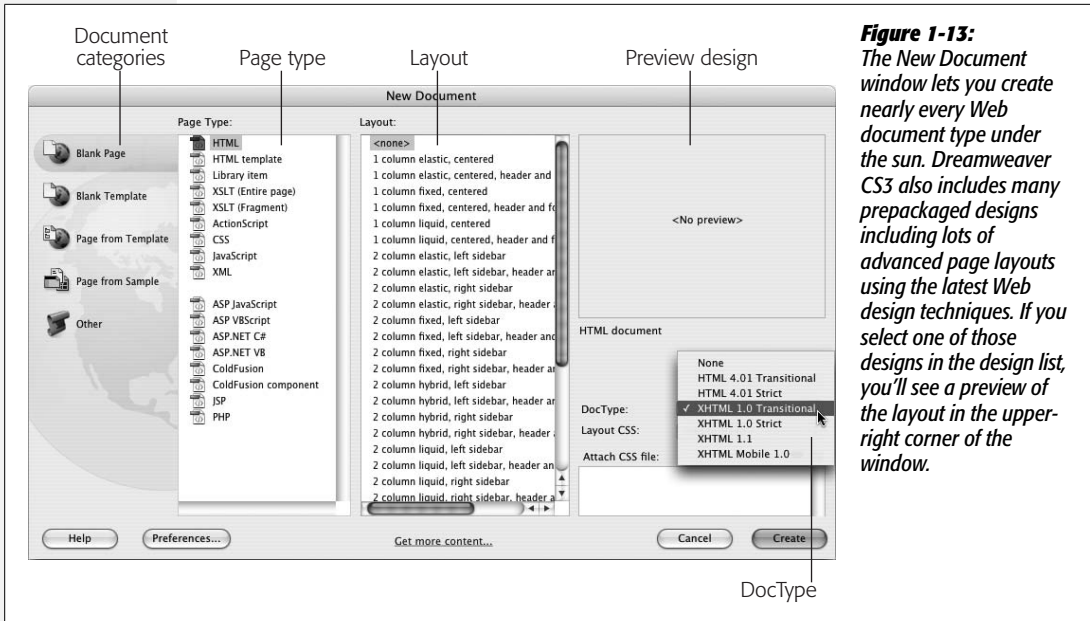 Document
categories
Page type
Layout
Preview design
New Document
Page Type:
Layout:
Blank Page
Blank Template
Page from Template
Page from Sample
Other
HTML
HTML template
Library item
XSLT (Entire page)
XSLT (Fragment)
ActionScript
CSS
JavaScript
XML
ASP JavaScript
ASP VBScript
ASP.NET C#
ASP.NET VB
ColdFusion
ColdFusion component
JSP
PHP
<none>
1 column elastic, centered
1 column elastic, centered, header and
1 column fixed, centered
1 column fixed, centered, header and fo
1 column liquid, centered
1 column liquid, centered, header and f
2 column elastic, left sidebar
2 column elastic, left sidebar, header an
2 column elastic, right sidebar
2 column elastic, right sidebar, header a
2 column fixed, left sidebar
2 column fixed, left sidebar, header and
2 column fixed, right sidebar
2 column fixed, right sidebar, header an
2 column hybrid, left sidebar
2 column hybrid, left sidebar, header an
2 column hybrid, right sidebar
2 column hybrid, right sidebar, header a
2 column liquid, left sidebar
2 column liquid, left sidebar, header an
2 column liquid, right sidebar
2 column liquid, right sidebar, header a
<No preview>
HTML document
DocType:
Layout CSS:
Attach CSS file:
None
HTML 4.01 Transitional
HTML 4.01 Strict
✓ XHTML 1.0 Transitional
XHTML 1.0 Strict
XHTML 1.1
XHTML Mobile 1.0
Help
Preferences...
Get more content...
Cancel
Create
DocType
Figure 1-13:
The New Document
window lets you create
nearly every Web
document type under
the sun. Dreamweaver
CS3 also includes many
prepackaged designs
including lots of
advanced page layouts
using the latest Web
design techniques. If you
select one of those
designs in the design list,
you'll see a preview of
the layout in the upper-
right corner of the
window.